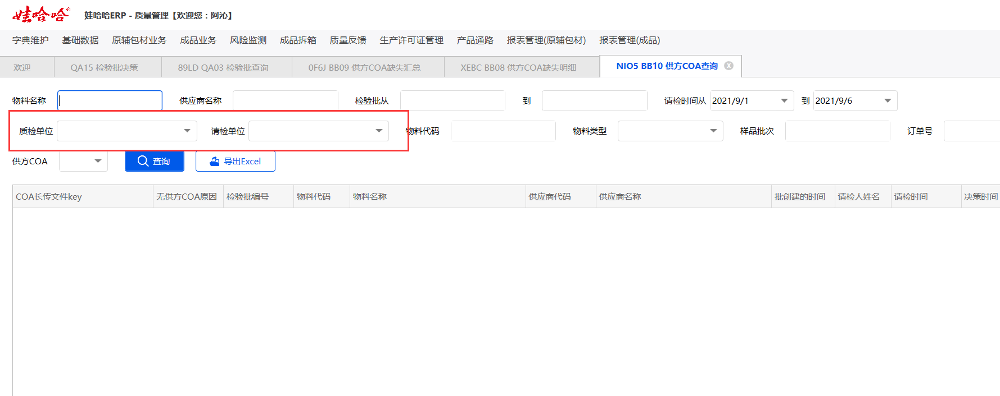 娃哈哈® 娃哈哈ERP - 质量管理【欢迎您：阿沁】
字典维护 基础数据 原辅包材业务 成品业务 风险监测 成品拆箱 质量反馈 生产许可证管理 产品通路 报表管理(原辅包材) 报表管理(成品)
欢迎 QA15 检验批决策 89LD QA03 检验批查询 0F6J BB09 供方COA缺失汇总 XEBC BB08 供方COA缺失明细 NIO5 BB10 供方COA查询 x
物料名称 供应商名称 检验批从 到 请检时间从 2021/9/1 到 2021/9/6
质检单位 请检单位 物料代码 物料类型 样品批次 订单号
供方COA 查询 导出Excel
COA长传文件key 无供方COA原因 检验批编号 物料代码 物料名称 供应商代码 供应商名称 批创建的时间 请检人姓名 请检时间 决策时间